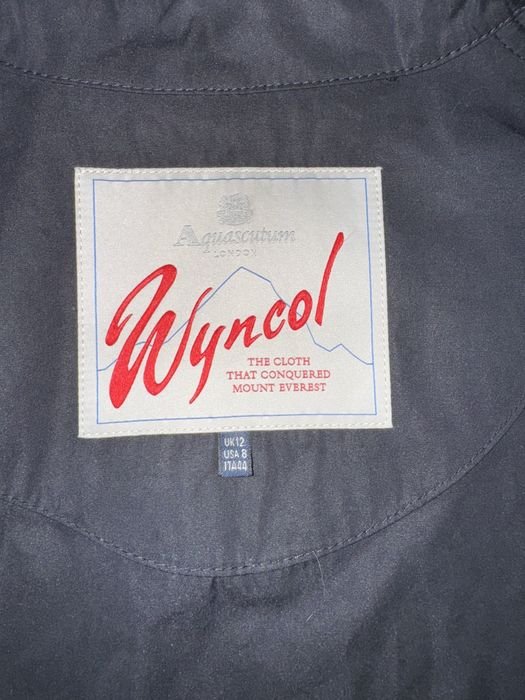 Aquascutum
LONDON
Wyncol
THE CLOTH
THAT CONQUERED
MOUNT EVEREST
UK12
USA 8
ITA44